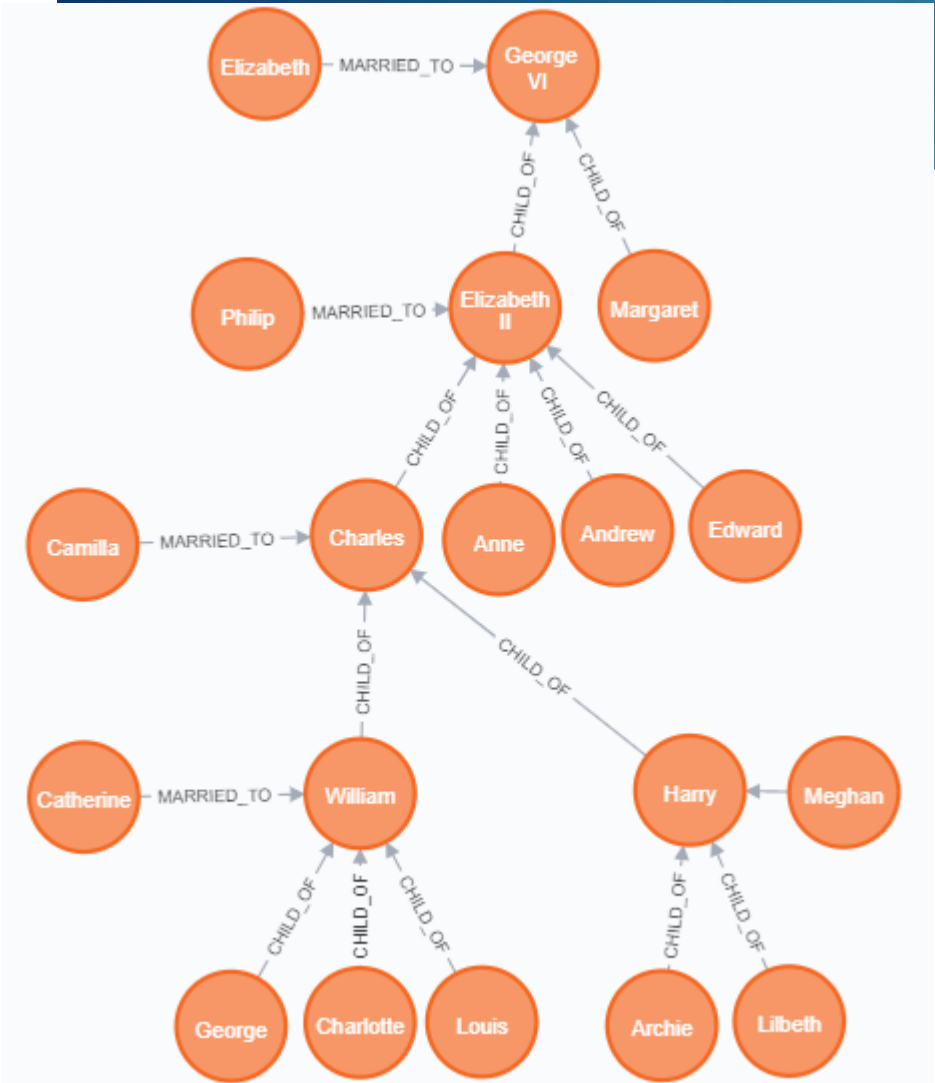 Elizabeth
MARRIED_TO
George
VI
CHILD_OF
CHILD_OF
Philip
MARRIED_TO
Elizabeth
II
Margaret
CHILD_OF
CHILD_OF
CHILD_OF
CHILD_OF
Camilla
MARRIED_TO
Charles
Anne
Andrew
Edward
CHILD_OF
CHILD_OF
Catherine
MARRIED_TO
William
Harry
Meghan
CHILD_OF
CHILD_OF
CHILD_OF
CHILD_OF
CHILD_OF
George
Charlotte
Louis
Archie
Lilbeth